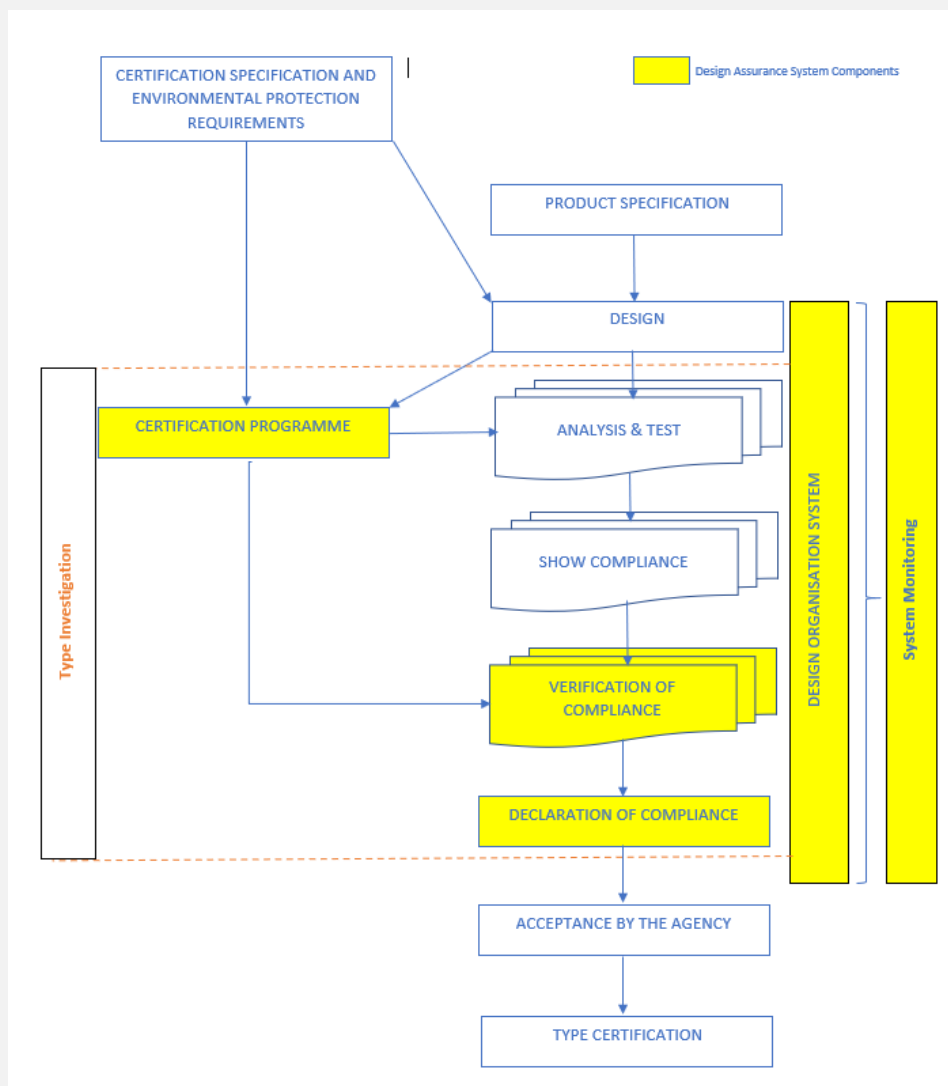 CERTIFICATION SPECIFICATION AND
ENVIRONMENTAL PROTECTION
REQUIREMENTS
Design Assurance System Components
PRODUCT SPECIFICATION
DESIGN
CERTIFICATION PROGRAMME
ANALYSIS & TEST
SHOW COMPLIANCE
VERIFICATION OF
COMPLIANCE
DECLARATION OF COMPLIANCE
ACCEPTANCE BY THE AGENCY
TYPE CERTIFICATION
Type Investigation
DESIGN ORGANISATION SYSTEM
System Monitoring